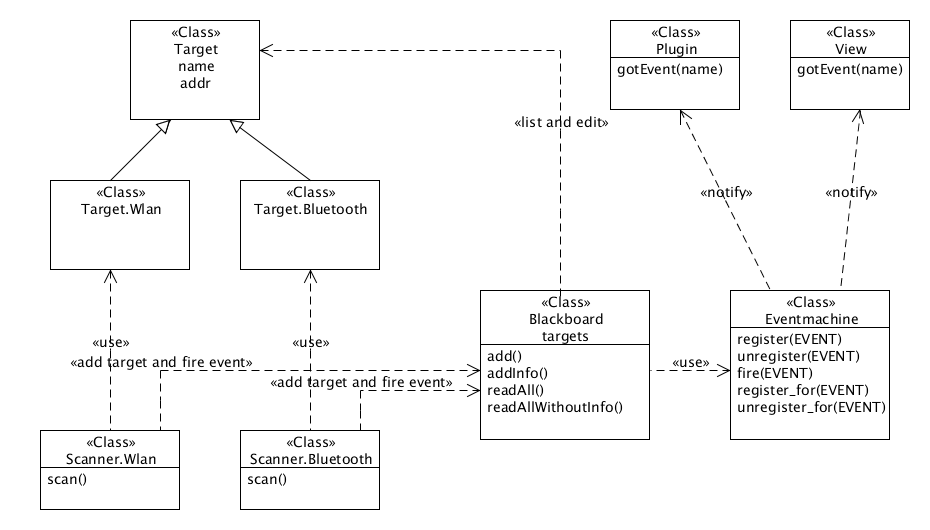 «Class»
Target
name
addr
«Class»
Plugin
gotEvent(name)
«Class»
View
gotEvent(name)
«list and edit»
«Class»
Target.Wlan
«Class»
Target.Bluetooth
«notify»
«notify»
«Class»
Blackboard
targets
add()
addInfo()
readAll()
readAllWithoutInfo()
«Class»
Eventmachine
register(EVENT)
unregister(EVENT)
fire(EVENT)
register_for(EVENT)
unregister_for(EVENT)
«use»
«use»
«use»
«add target and fire event»
«add target and fire event»
«Class»
Scanner.Wlan
scan()
«Class»
Scanner.Bluetooth
scan()